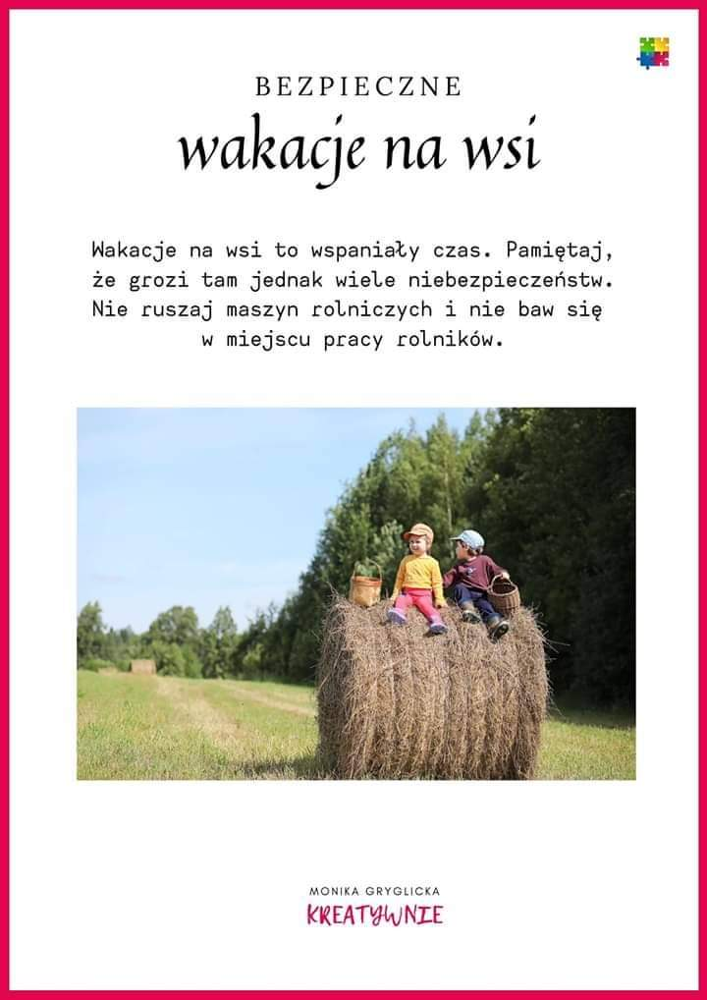 BEZPIECZNE
wakacje na wsi
Wakacje na wsi to wspaniały czas. Pamiętaj,
że grozi tam jednak wiele niebezpieczeństw.
Nie ruszaj maszyn rolniczych i nie baw się
w miejscu pracy rolników.
MONIKA GRYGLICKA
KREATYWNIE